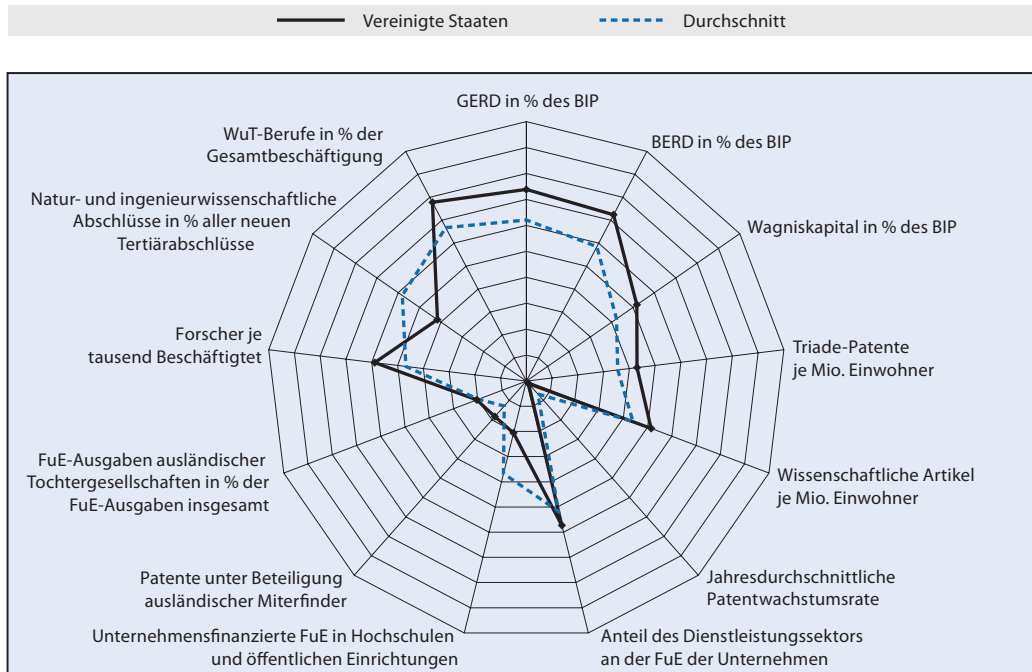 Vereinigte Staaten
Durchschnitt
GERD in % des BIP
BERD in % des BIP
Wagniskapital in % des BIP
Triade-Patente
je Mio. Einwohner
Wissenschaftliche Artikel
je Mio. Einwohner
Jahresdurchschnittliche
Patentwachstumsrate
Anteil des Dienstleistungssektors
an der FuE der Unternehmen
Unternehmensfinanzierte FuE in Hochschulen
und öffentlichen Einrichtungen
Patente unter Beteiligung
ausländischer Miterfinder
FuE-Ausgaben ausländischer
Tochtergesellschaften in % der
FuE-Ausgaben insgesamt
Forscher je
tausend Beschäftigtet
Natur- und ingenieurwissenschaftliche
Abschlüsse in % aller neuen
Tertiärabschlüsse
WuT-Berufe in % der
Gesamtbeschäftigung